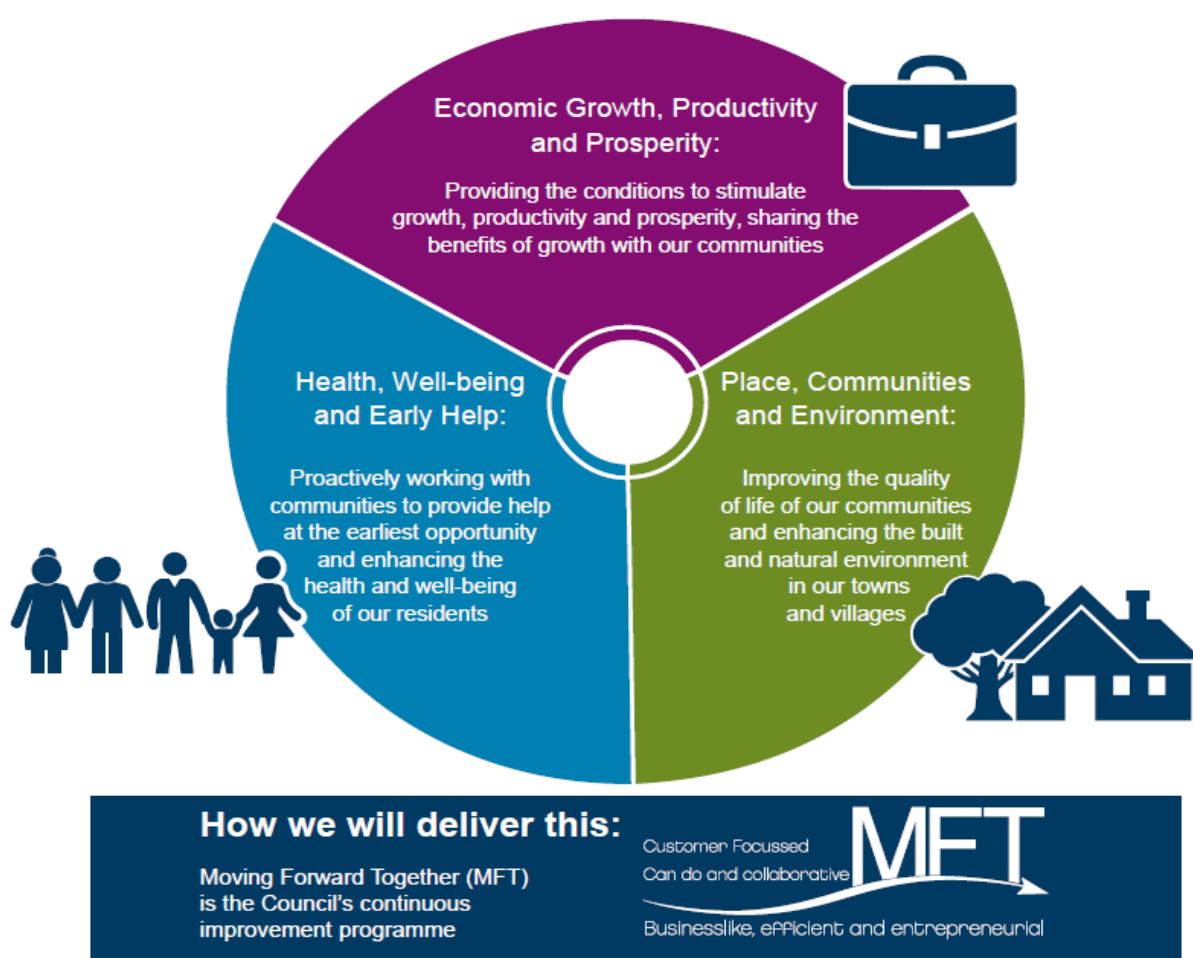 Economic Growth, Productivity
and Prosperity:
Providing the conditions to stimulate
growth, productivity and prosperity, sharing the
benefits of growth with our communities
Health, Well-being
and Early Help:
Proactively working with
communities to provide help
at the earliest opportunity
and enhancing the
health and well-being
of our residents
Place, Communities
and Environment:
Improving the quality
of life of our communities
and enhancing the built
and natural environment
in our towns
and villages
How we will deliver this:
Moving Forward Together (MFT)
is the Council's continuous
improvement programme
Customer Focussed
Can do and collaborative
MFT
Businesslike, efficient and entrepreneurial